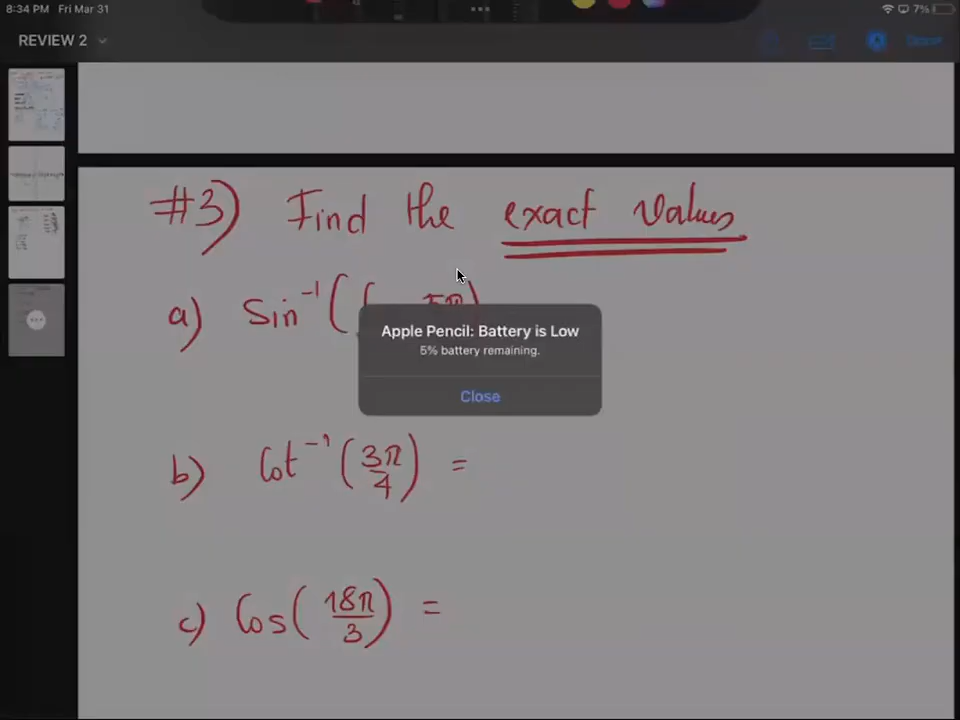 8:34 PM Fri Mar 31 7%
REVIEW 2
#3) Find the exact values
a) Sin⁻¹( 5π )
Apple Pencil: Battery is Low
5% battery remaining.
Close
b) Cot⁻¹(3π/4) =
c) Cos(18π/3) =